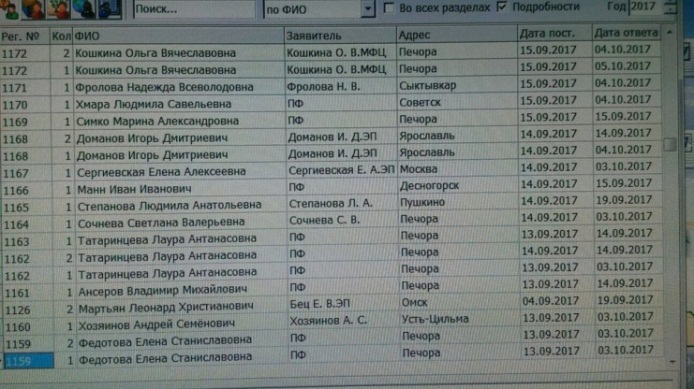 Поиск... по ФИО Во всех разделах Подробности Год 2017
Рег. № Кол ФИО Заявитель Адрес Дата пост. Дата ответа
1172 2 Кошкина Ольга Вячеславовна Кошкина О. В.МФЦ Печора 15.09.2017 04.10.2017
1172 1 Кошкина Ольга Вячеславовна Кошкина О. В.МФЦ Печора 15.09.2017 05.10.2017
1171 1 Фролова Надежда Всеволодовна Фролова Н. В. Сыктывкар 15.09.2017 04.10.2017
1170 1 Хмара Людмила Савельевна ПФ Советск 15.09.2017 04.10.2017
1169 1 Симко Марина Александровна ПФ Печора 15.09.2017 15.09.2017
1168 2 Доманов Игорь Дмитриевич Доманов И. Д.ЭП Ярославль 14.09.2017 14.09.2017
1168 1 Доманов Игорь Дмитриевич Доманов И. Д.ЭП Ярославль 14.09.2017 04.10.2017
1167 1 Сергиевская Елена Алексеевна Сергиевская Е. А.ЭП Москва 14.09.2017 03.10.2017
1166 1 Манн Иван Иванович ПФ Десногорск 14.09.2017 15.09.2017
1165 1 Степанова Людмила Анатольевна Степанова Л. А. Пушкино 14.09.2017 19.09.2017
1164 1 Сочнева Светлана Валерьевна Сочнева С. В. Печора 14.09.2017 03.10.2017
1163 1 Татаринцева Лаура Антанасовна ПФ Печора 13.09.2017 14.09.2017
1162 2 Татаринцева Лаура Антанасовна ПФ Печора 14.09.2017 14.09.2017
1162 1 Татаринцева Лаура Антанасовна ПФ Печора 13.09.2017 03.10.2017
1161 1 Ансеров Владимир Михайлович ПФ Печора 13.09.2017 14.09.2017
1126 2 Мартьян Леонард Христианович Бец Е. В.ЭП Омск 04.09.2017 19.09.2017
1160 1 Хозяинов Андрей Семёнович Хозяинов А. С. Усть-Цильма 13.09.2017 03.10.2017
1159 2 Федотова Елена Станиславовна ПФ Печора 13.09.2017 03.10.2017
1159 1 Федотова Елена Станиславовна ПФ Печора 13.09.2017 03.10.2017